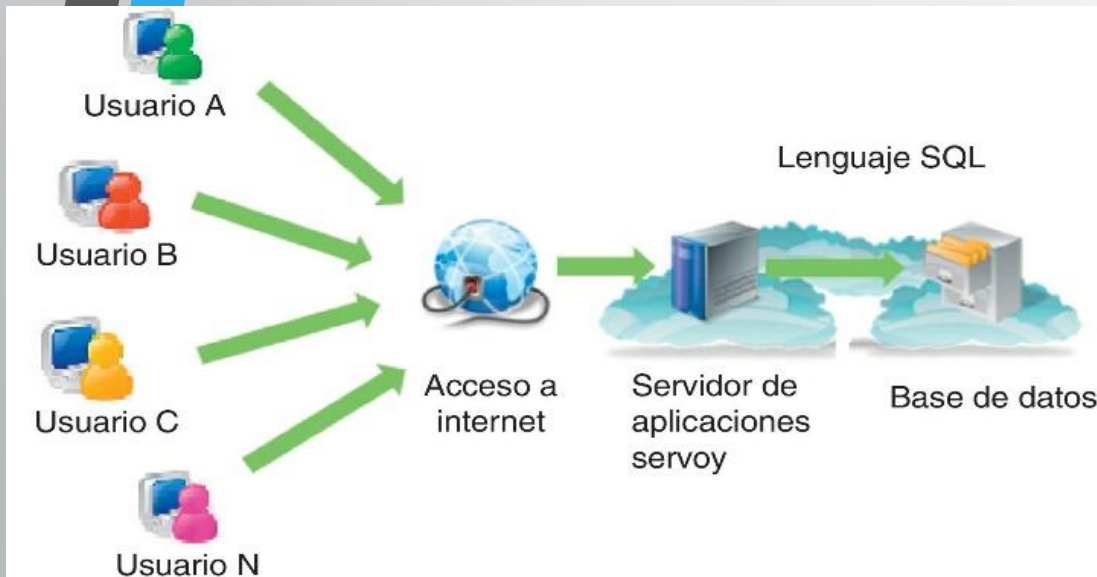 Usuario A
Usuario B
Usuario C
Usuario N
Acceso a
internet
Lenguaje SQL
Servidor de
aplicaciones
servoy
Base de datos